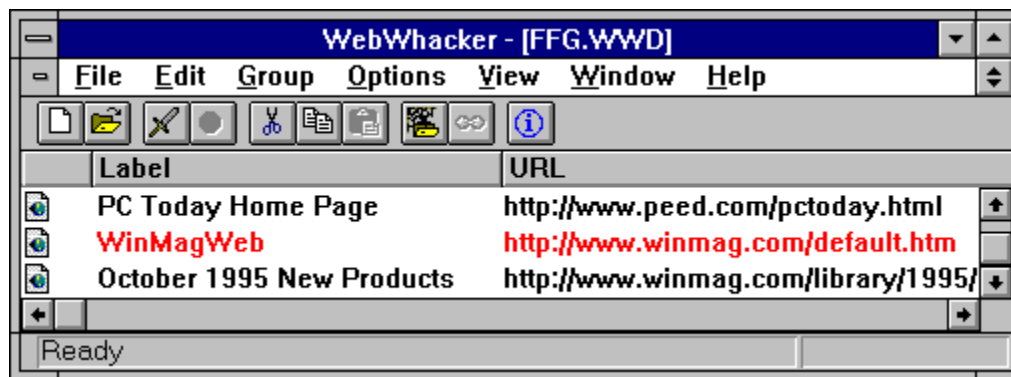 WebWhacker - [FFG.WWD]
File Edit Group Options View Window Help
Label URL
PC Today Home Page http://www.peed.com/pctoday.html
WinMagWeb http://www.winmag.com/default.htm
October 1995 New Products http://www.winmag.com/library/1995/
Ready